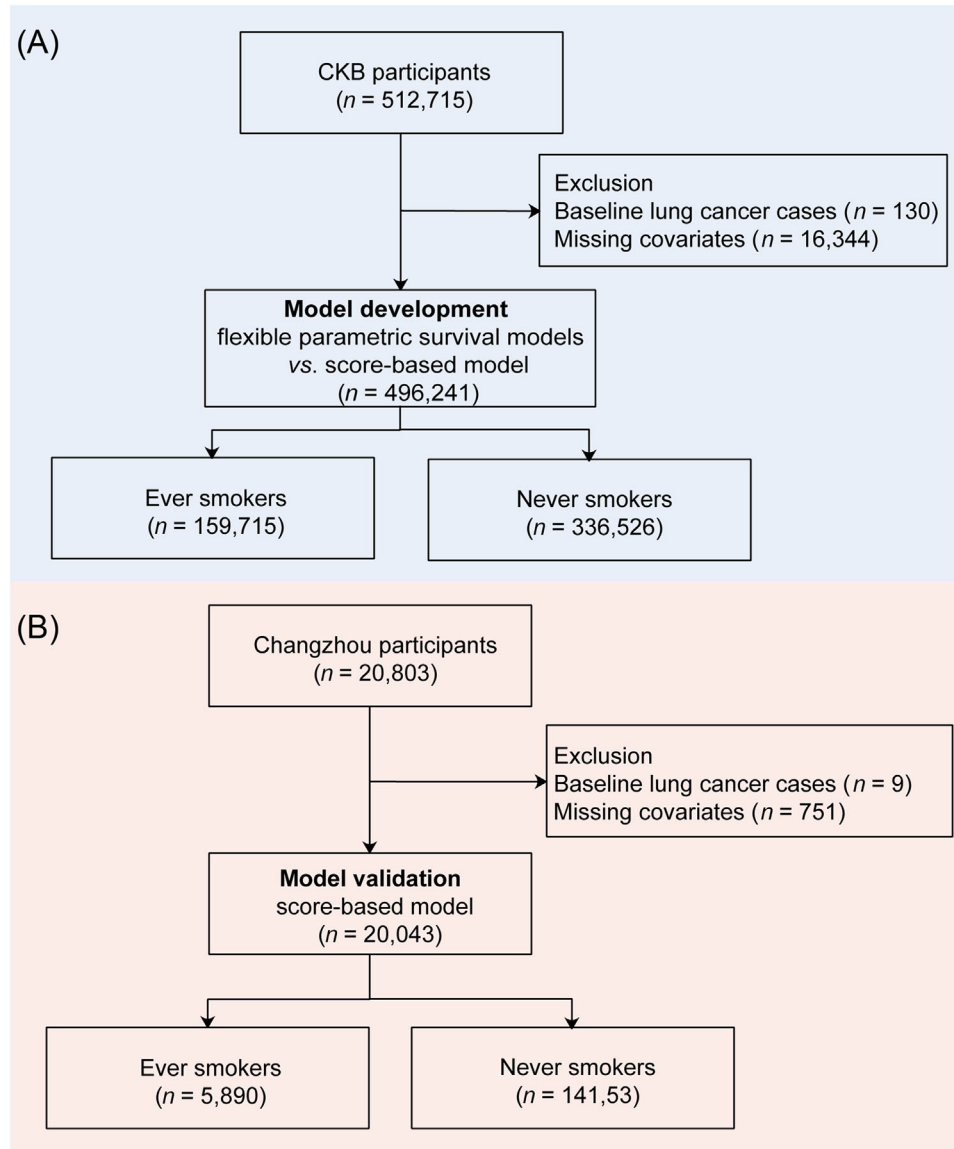 (A)
CKB participants
(n = 512,715)
Exclusion
Baseline lung cancer cases (n = 130)
Missing covariates (n = 16,344)
Model development
flexible parametric survival models
vs. score-based model
(n = 496,241)
Ever smokers
(n = 159,715)
Never smokers
(n = 336,526)
(B)
Changzhou participants
(n = 20,803)
Exclusion
Baseline lung cancer cases (n = 9)
Missing covariates (n = 751)
Model validation
score-based model
(n = 20,043)
Ever smokers
(n = 5,890)
Never smokers
(n = 141,53)